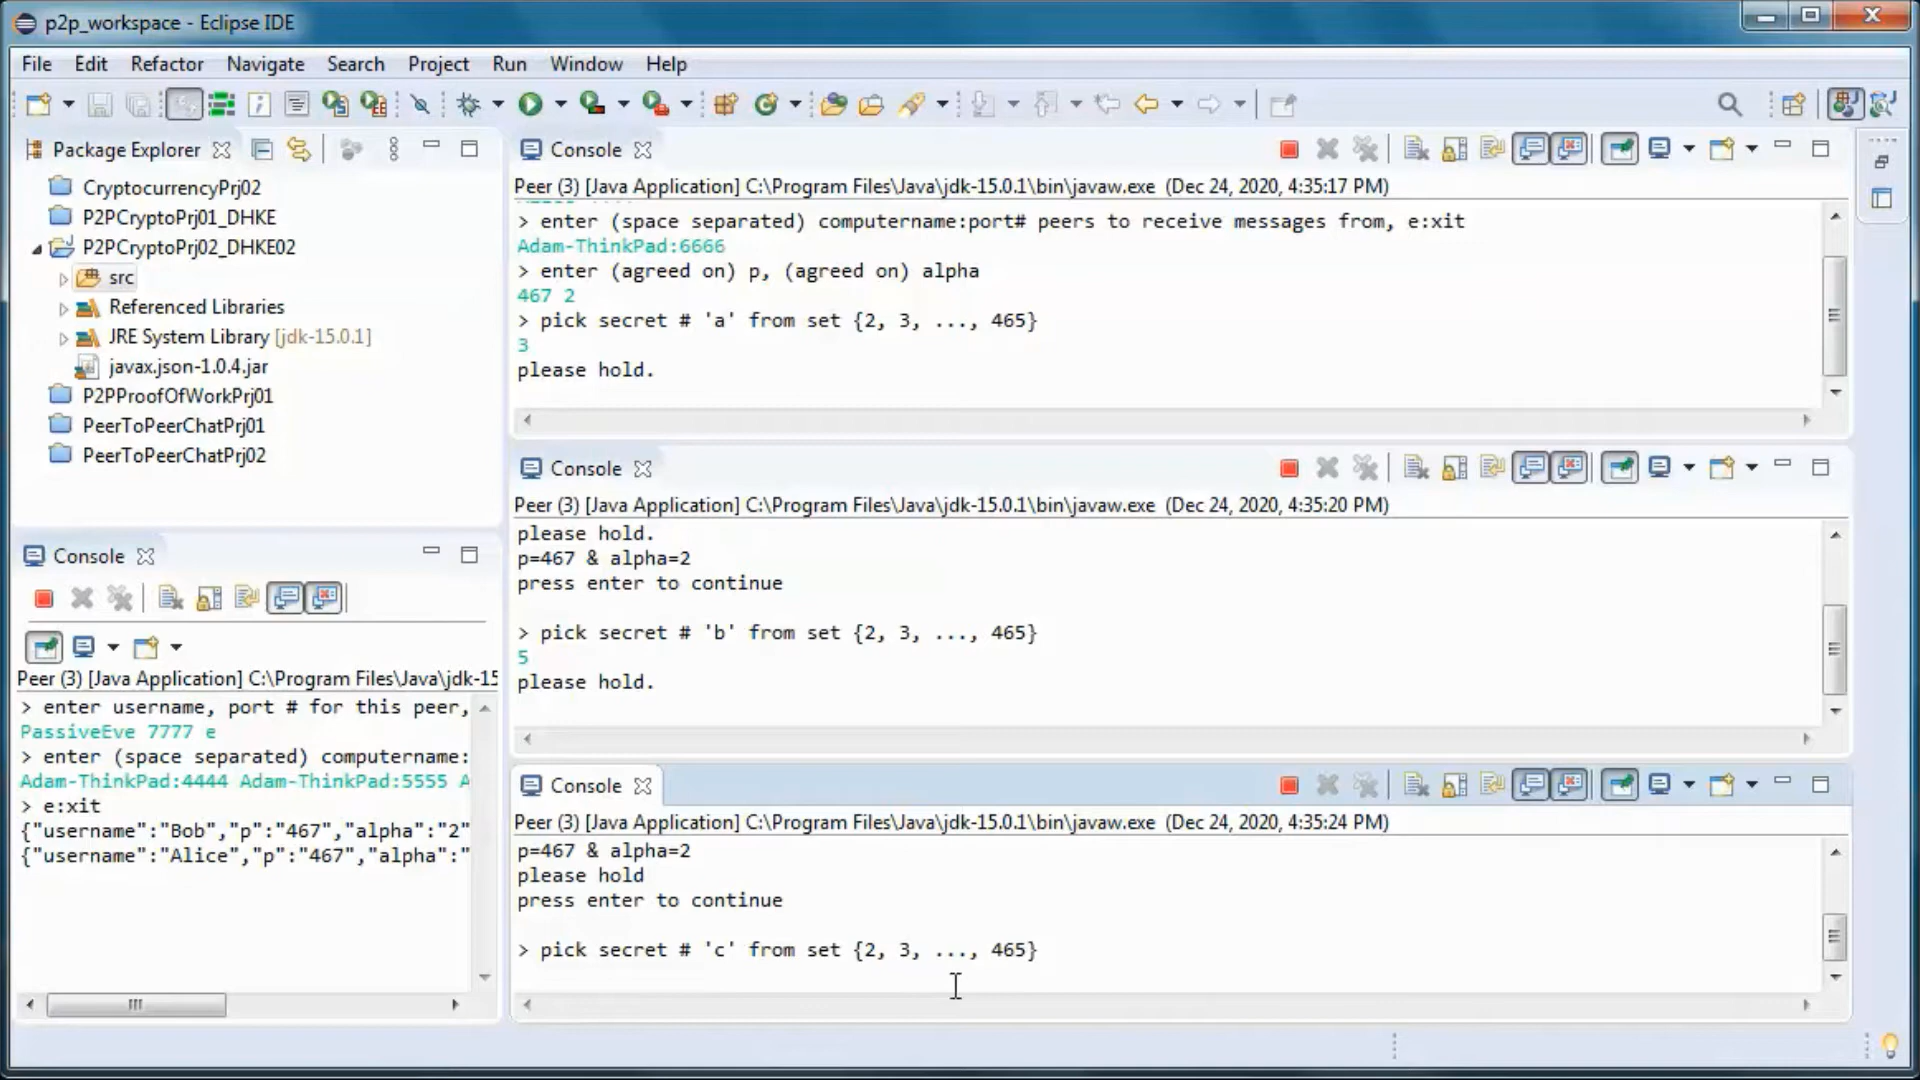 p2p_workspace - Eclipse IDE
File Edit Refactor Navigate Search Project Run Window Help
Package Explorer
CryptocurrencyPrj02
P2PCryptoPrj01_DHKE
P2PCryptoPrj02_DHKE02
src
Referenced Libraries
JRE System Library [jdk-15.0.1]
javax.json-1.0.4.jar
P2PProofOfWorkPrj01
PeerToPeerChatPrj01
PeerToPeerChatPrj02
Console
Peer (3) [Java Application] C:\Program Files\Java\jdk-15
> enter username, port # for this peer,
PassiveEve 7777 e
> enter (space separated) computername:
Adam-ThinkPad:4444 Adam-ThinkPad:5555 A
> e:xit
{"username":"Bob","p":"467","alpha":"2"
{"username":"Alice","p":"467","alpha":"
Console
Peer (3) [Java Application] C:\Program Files\Java\jdk-15.0.1\bin\javaw.exe (Dec 24, 2020, 4:35:17 PM)
> enter (space separated) computername:port# peers to receive messages from, e:xit
Adam-ThinkPad:6666
> enter (agreed on) p, (agreed on) alpha
467 2
> pick secret # 'a' from set {2, 3, ..., 465}
3
please hold.
Console
Peer (3) [Java Application] C:\Program Files\Java\jdk-15.0.1\bin\javaw.exe (Dec 24, 2020, 4:35:20 PM)
please hold.
p=467 & alpha=2
press enter to continue
> pick secret # 'b' from set {2, 3, ..., 465}
5
please hold.
Console
Peer (3) [Java Application] C:\Program Files\Java\jdk-15.0.1\bin\javaw.exe (Dec 24, 2020, 4:35:24 PM)
p=467 & alpha=2
please hold
press enter to continue
> pick secret # 'c' from set {2, 3, ..., 465}